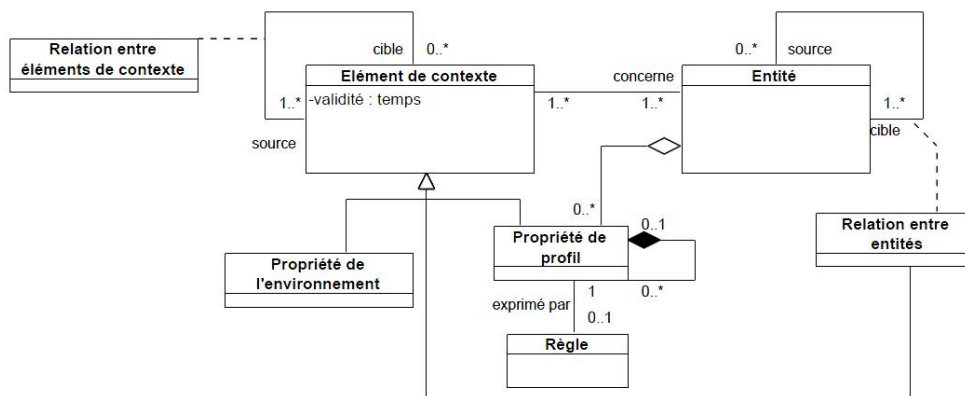 Relation entre
éléments de contexte
cible 0..*
0..* source
Elément de contexte
concerne
Entité
-validité : temps
1..*
1..*
1..*
1..*
source
cible
0..*
0..1
Propriété de
profil
Relation entre
entités
Propriété de
l'environnement
exprimé par
1
0..*
0..1
Règle